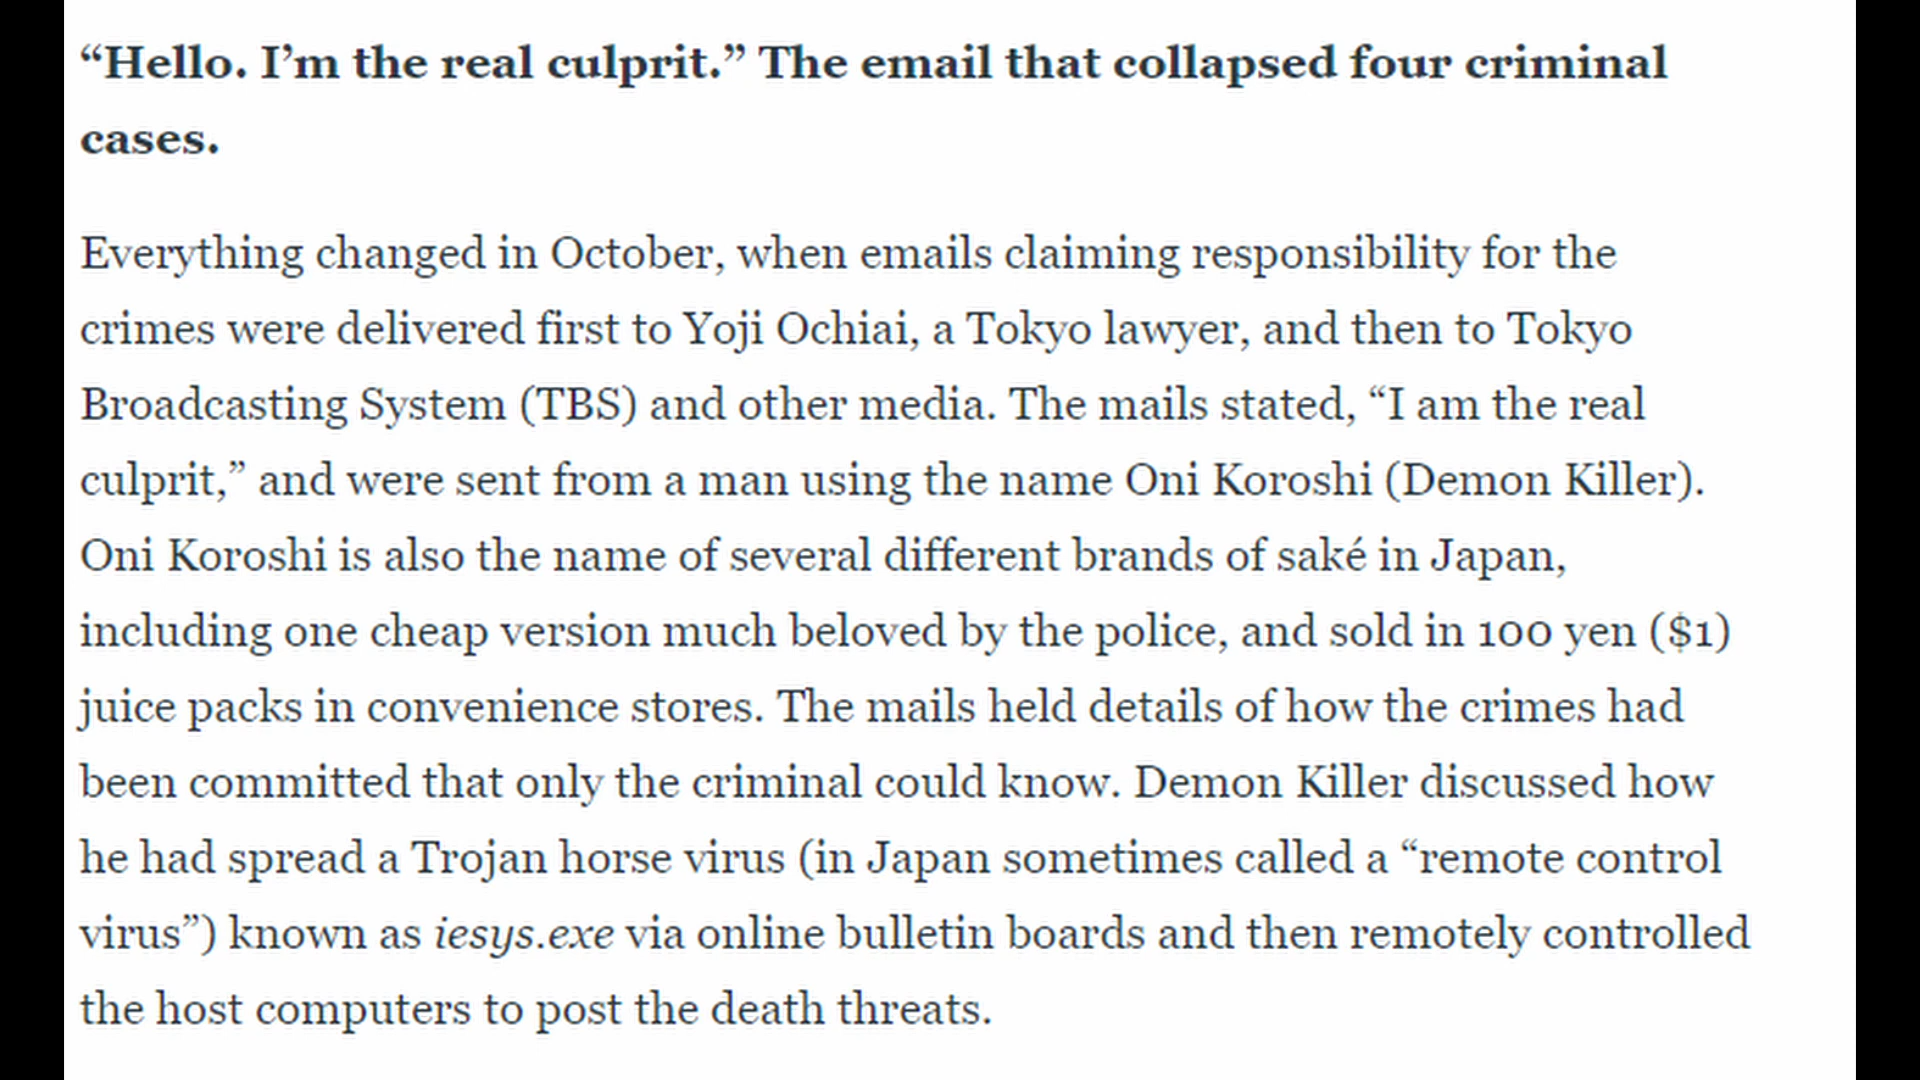 “Hello. I’m the real culprit.” The email that collapsed four criminal
cases.
Everything changed in October, when emails claiming responsibility for the
crimes were delivered first to Yoji Ochiai, a Tokyo lawyer, and then to Tokyo
Broadcasting System (TBS) and other media. The mails stated, “I am the real
culprit,” and were sent from a man using the name Oni Koroshi (Demon Killer).
Oni Koroshi is also the name of several different brands of saké in Japan,
including one cheap version much beloved by the police, and sold in 100 yen ($1)
juice packs in convenience stores. The mails held details of how the crimes had
been committed that only the criminal could know. Demon Killer discussed how
he had spread a Trojan horse virus (in Japan sometimes called a “remote control
virus”) known as iesys.exe via online bulletin boards and then remotely controlled
the host computers to post the death threats.